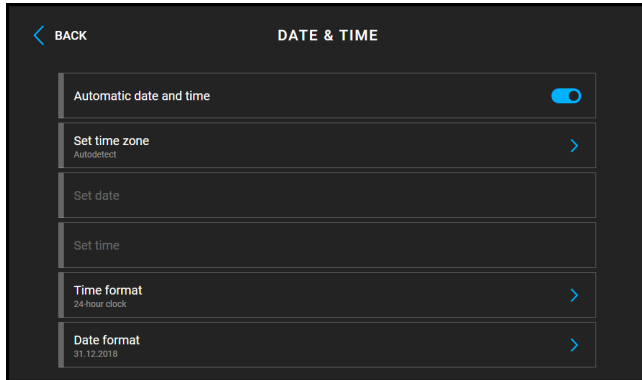 BACK
DATE & TIME
Automatic date and time
Set time zone
Autodetect
Set date
Set time
Time format
24-hour clock
Date format
31.12.2018